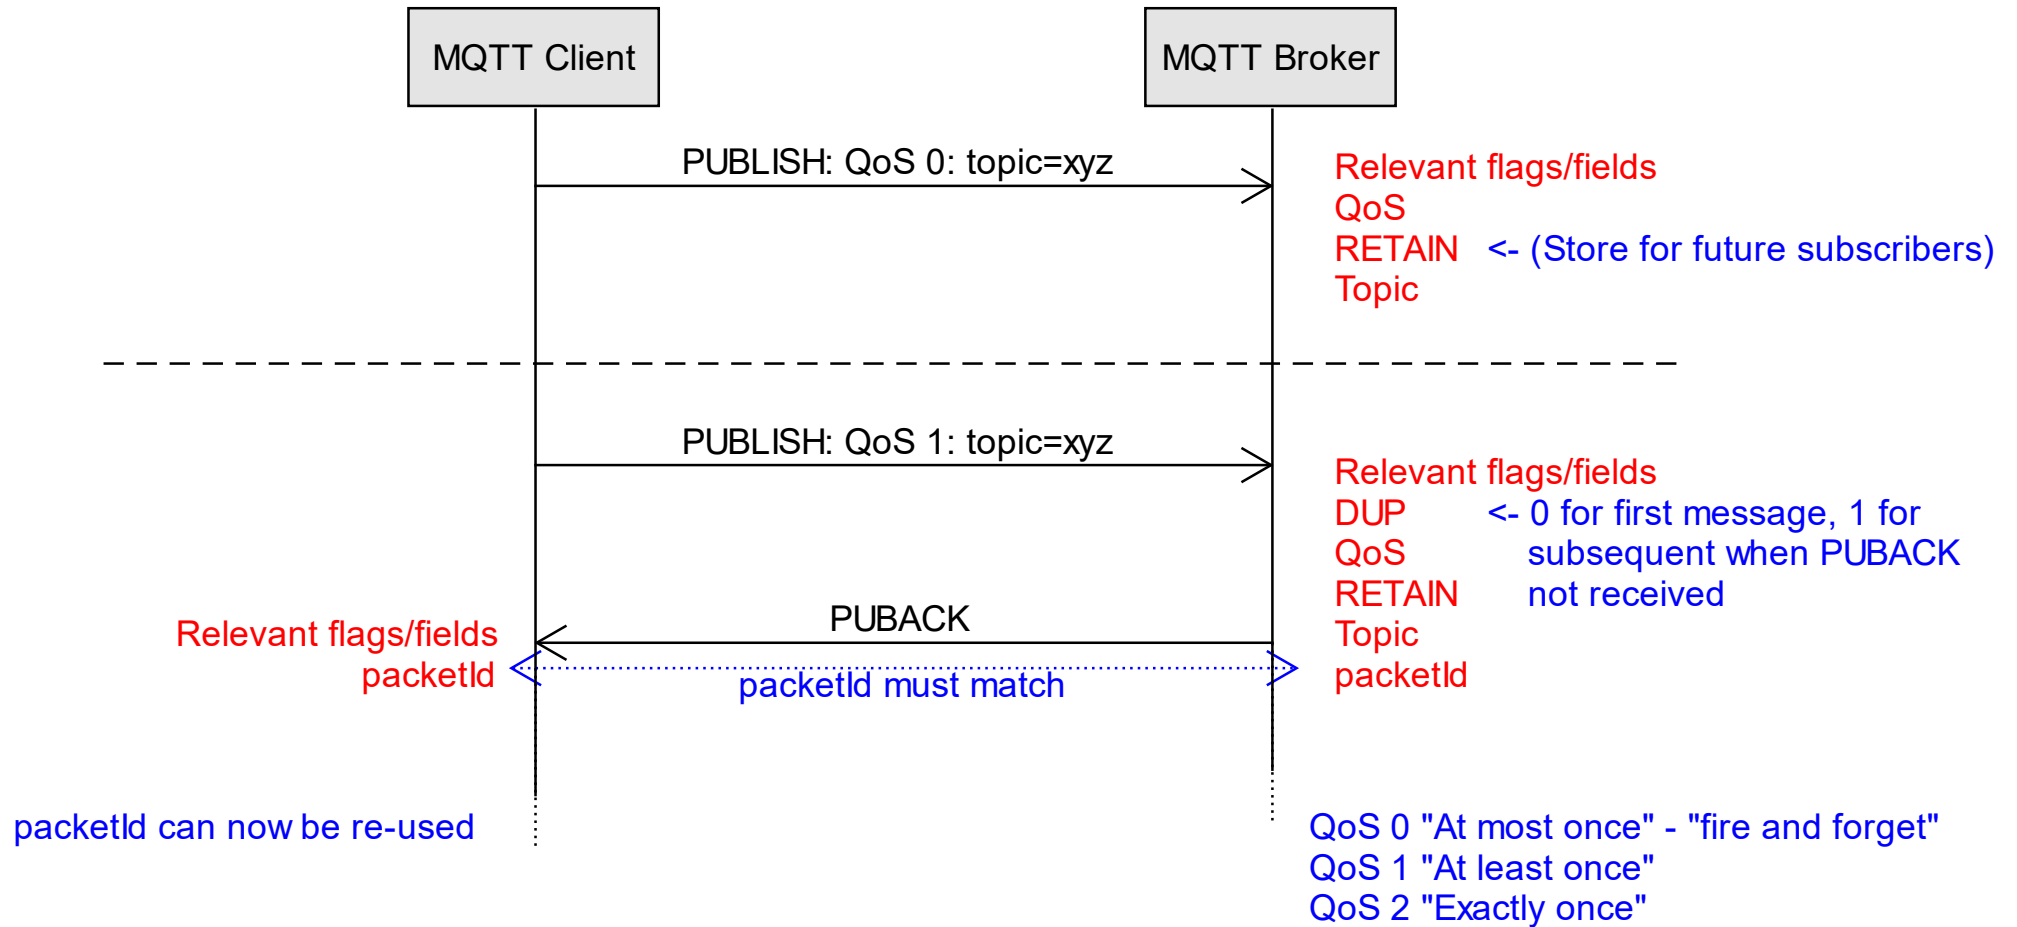 MQTT Client
MQTT Broker
PUBLISH: QoS 0: topic=xyz
Relevant flags/fields
QoS
RETAIN <- (Store for future subscribers)
Topic
PUBLISH: QoS 1: topic=xyz
Relevant flags/fields
DUP <- 0 for first message, 1 for
QoS subsequent when PUBACK
RETAIN not received
Topic
packetId
PUBACK
Relevant flags/fields
packetId
packetId must match
packetId can now be re-used
QoS 0 "At most once" - "fire and forget"
QoS 1 "At least once"
QoS 2 "Exactly once"